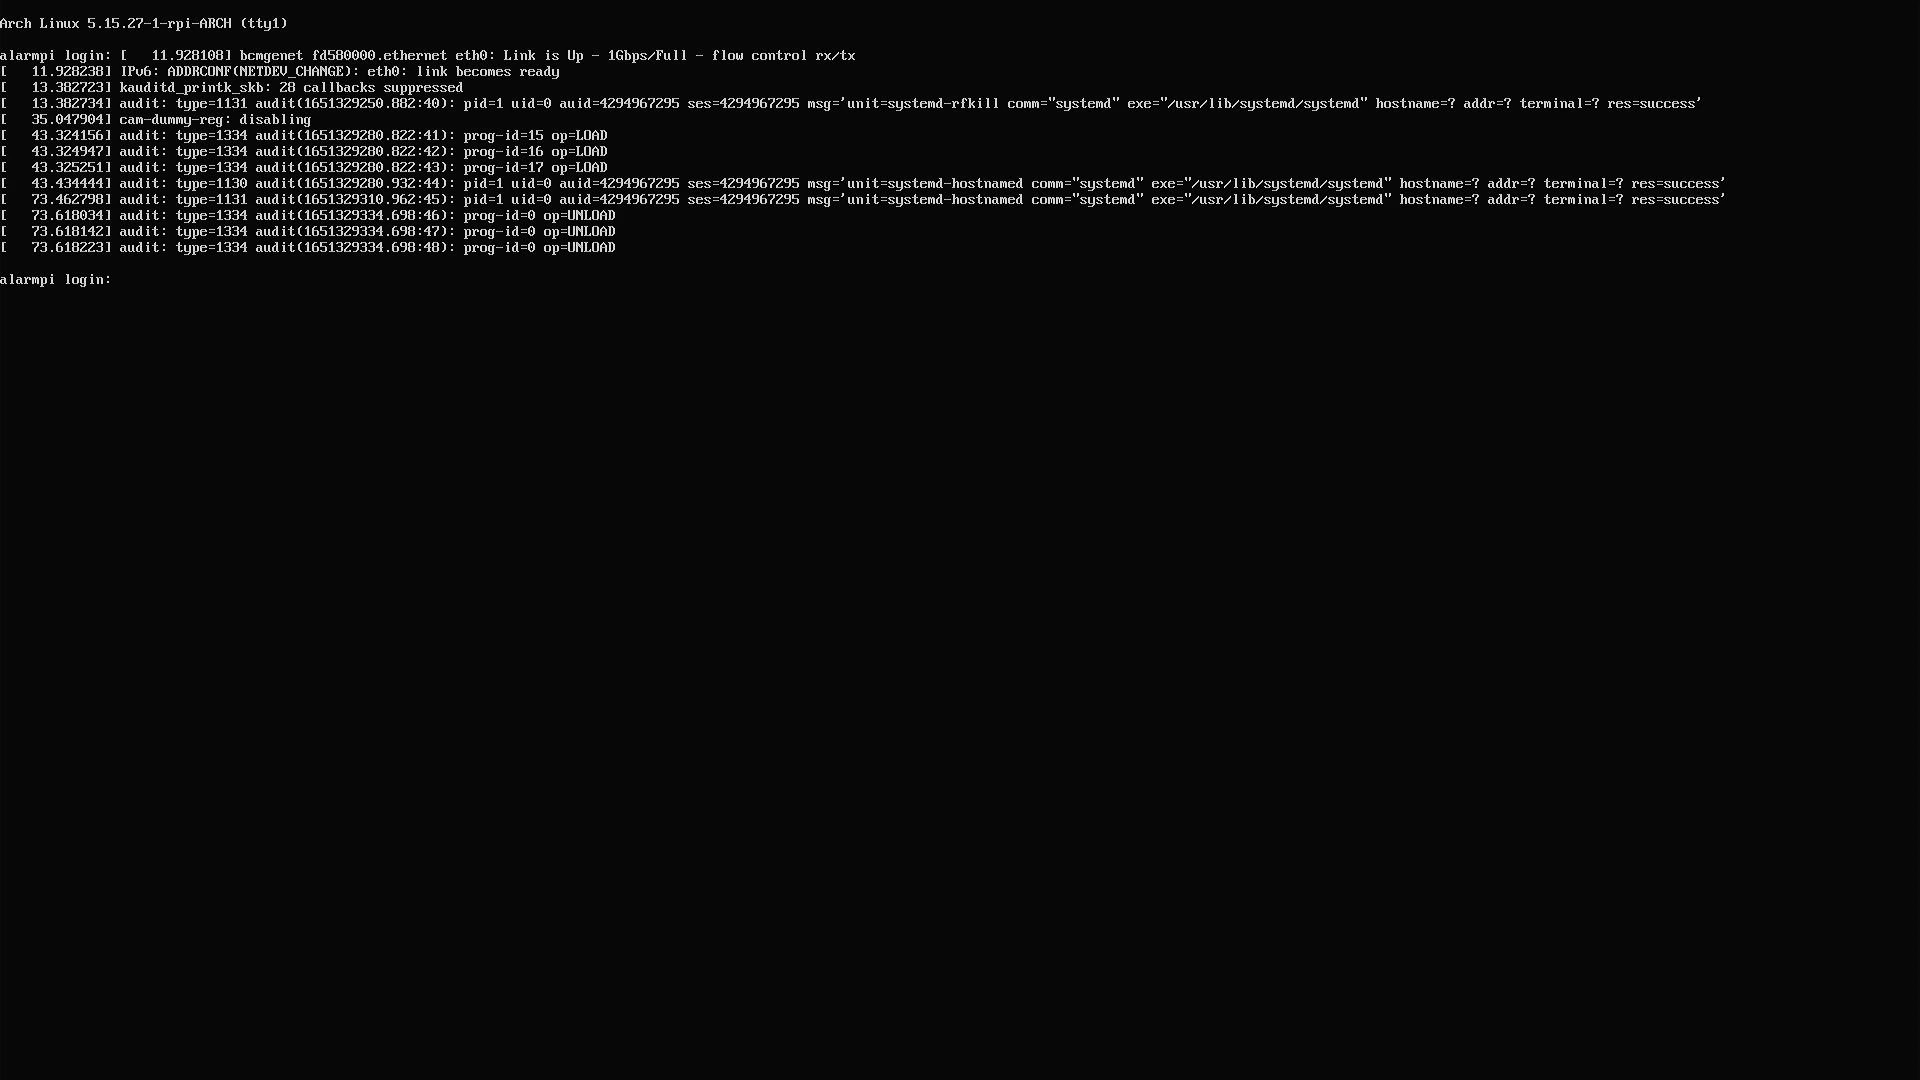 Arch Linux 5.15.27-1-rpi-ARCH (tty1)
alarmpi login: [   11.928108] bcmgenet fd580000.ethernet eth0: Link is Up - 1Gbps/Full - flow control rx/tx
[   11.928238] IPv6: ADDRCONF(NETDEV_CHANGE): eth0: link becomes ready
[   13.382723] kauditd_printk_skb: 28 callbacks suppressed
[   13.382734] audit: type=1131 audit(1651329250.882:40): pid=1 uid=0 auid=4294967295 ses=4294967295 msg='unit=systemd-rfkill comm="systemd" exe="/usr/lib/systemd/systemd" hostname=? addr=? terminal=? res=success'
[   35.047904] cam-dummy-reg: disabling
[   43.324156] audit: type=1334 audit(1651329280.822:41): prog-id=15 op=LOAD
[   43.324947] audit: type=1334 audit(1651329280.822:42): prog-id=16 op=LOAD
[   43.325251] audit: type=1334 audit(1651329280.822:43): prog-id=17 op=LOAD
[   43.434444] audit: type=1130 audit(1651329280.932:44): pid=1 uid=0 auid=4294967295 ses=4294967295 msg='unit=systemd-hostnamed comm="systemd" exe="/usr/lib/systemd/systemd" hostname=? addr=? terminal=? res=success'
[   73.462798] audit: type=1131 audit(1651329310.962:45): pid=1 uid=0 auid=4294967295 ses=4294967295 msg='unit=systemd-hostnamed comm="systemd" exe="/usr/lib/systemd/systemd" hostname=? addr=? terminal=? res=success'
[   73.618034] audit: type=1334 audit(1651329334.698:46): prog-id=0 op=UNLOAD
[   73.618142] audit: type=1334 audit(1651329334.698:47): prog-id=0 op=UNLOAD
[   73.618223] audit: type=1334 audit(1651329334.698:48): prog-id=0 op=UNLOAD
alarmpi login: